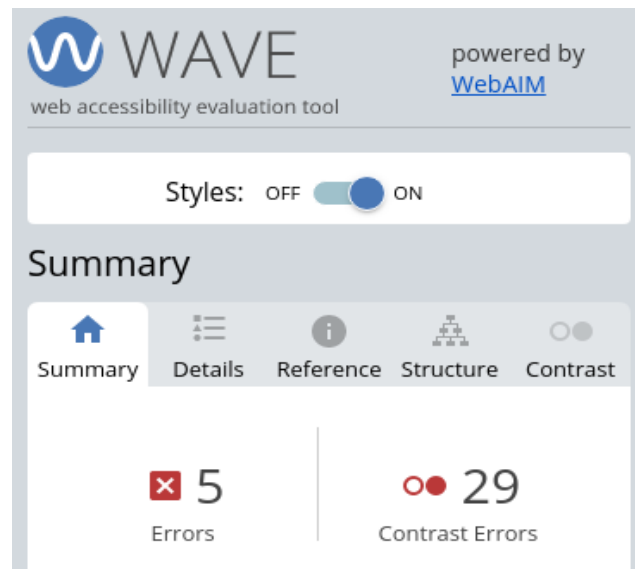 WAVE
web accessibility evaluation tool
powered by
WebAIM
Styles: OFF ON
Summary
Summary Details Reference Structure Contrast
5 29
Errors Contrast Errors